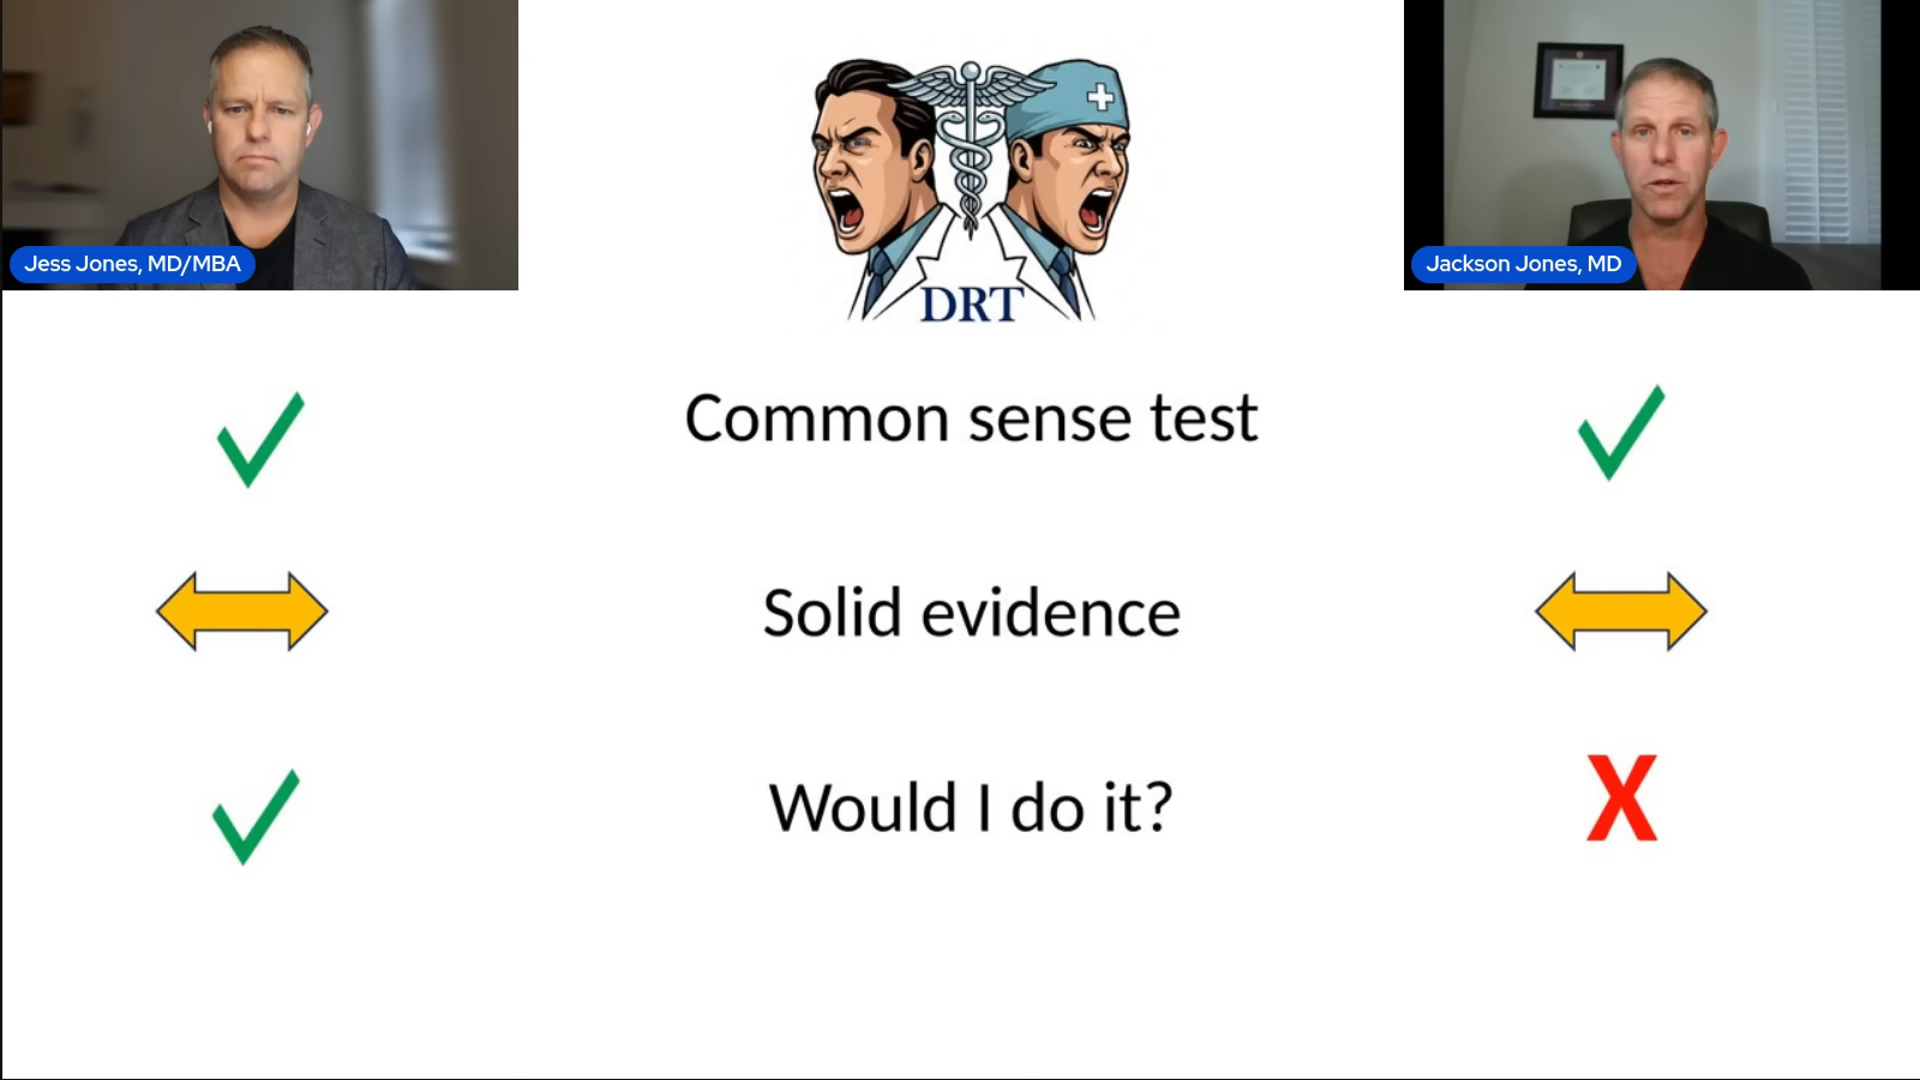 Jess Jones, MD/MBA
DRT
Jackson Jones, MD
Common sense test
Solid evidence
Would I do it?
X